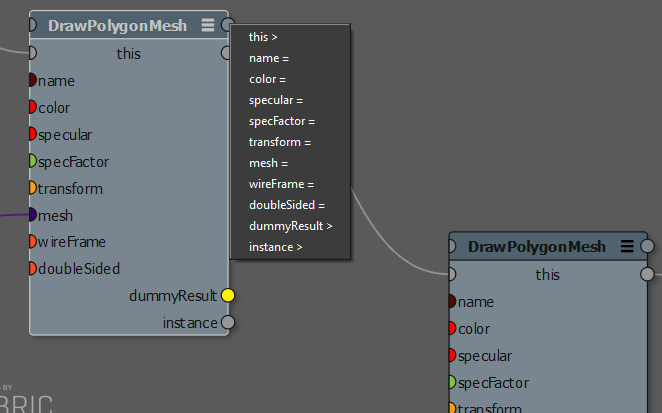 DrawPolygonMesh
this
name
color
specular
specFactor
transform
mesh
wireFrame
doubleSided
dummyResult
instance
this >
name =
color =
specular =
specFactor =
transform =
mesh =
wireFrame =
doubleSided =
dummyResult >
instance >
DrawPolygonMesh
this
name
color
specular
specFactor
transform
BY
BRIC